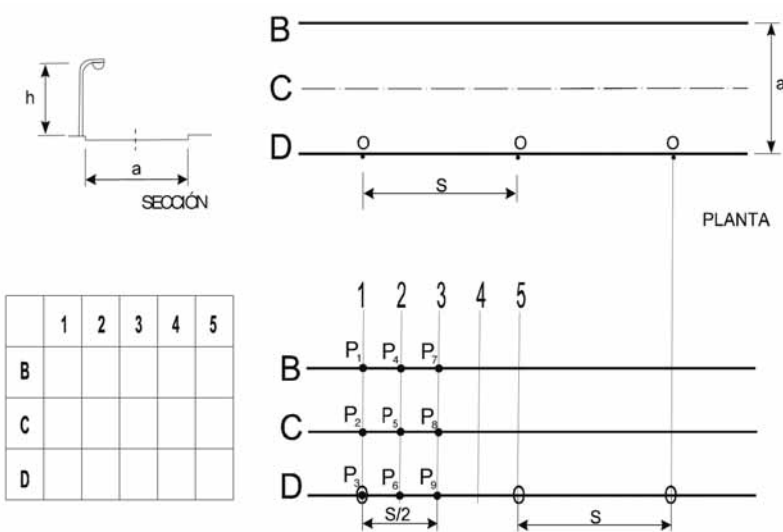 h
a
SECCIÓN
B
C
D
O O O
S
a
PLANTA
1 2 3 4 5
B
C
D
1 2 3 4 5
B P₁ P₄ P₇
C P₂ P₅ P₈
D P₃ P₆ P₉
S/2 S